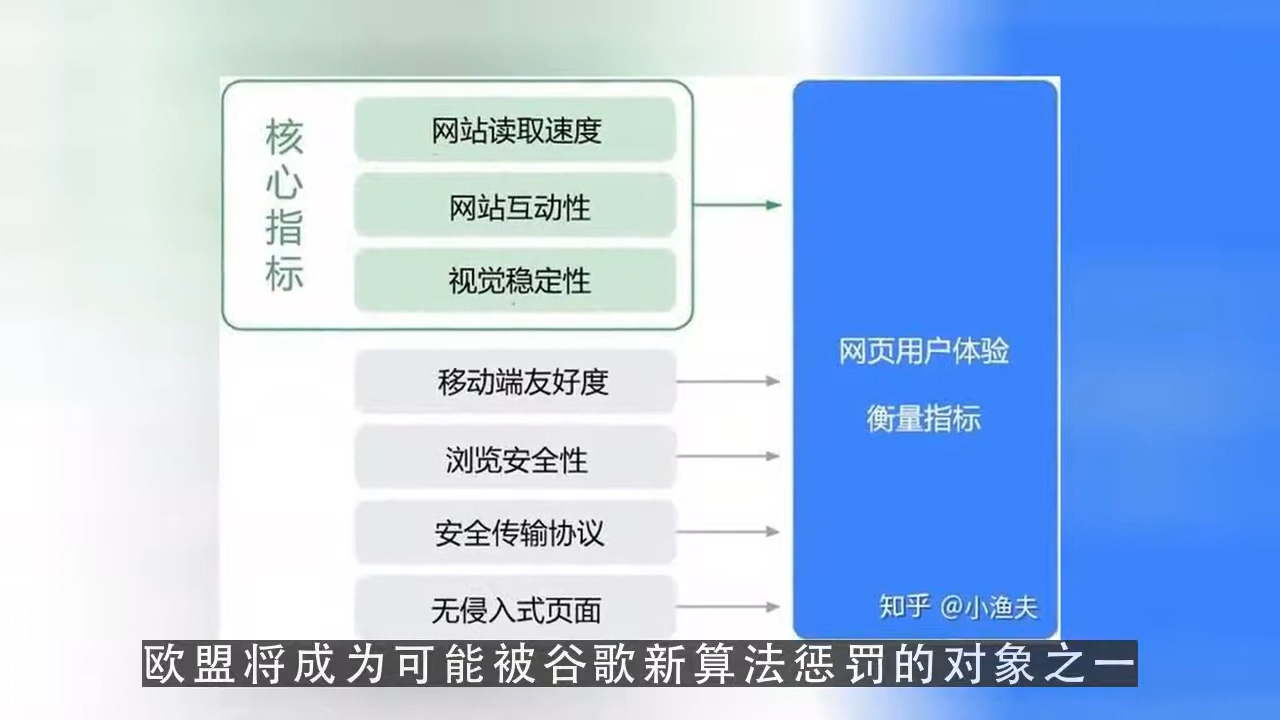 核心指标
网站读取速度
网站互动性
视觉稳定性
移动端友好度
浏览安全性
安全传输协议
无侵入式页面
网页用户体验
衡量指标
知乎 @小渔夫
欧盟将成为可能被谷歌新算法惩罚的对象之一